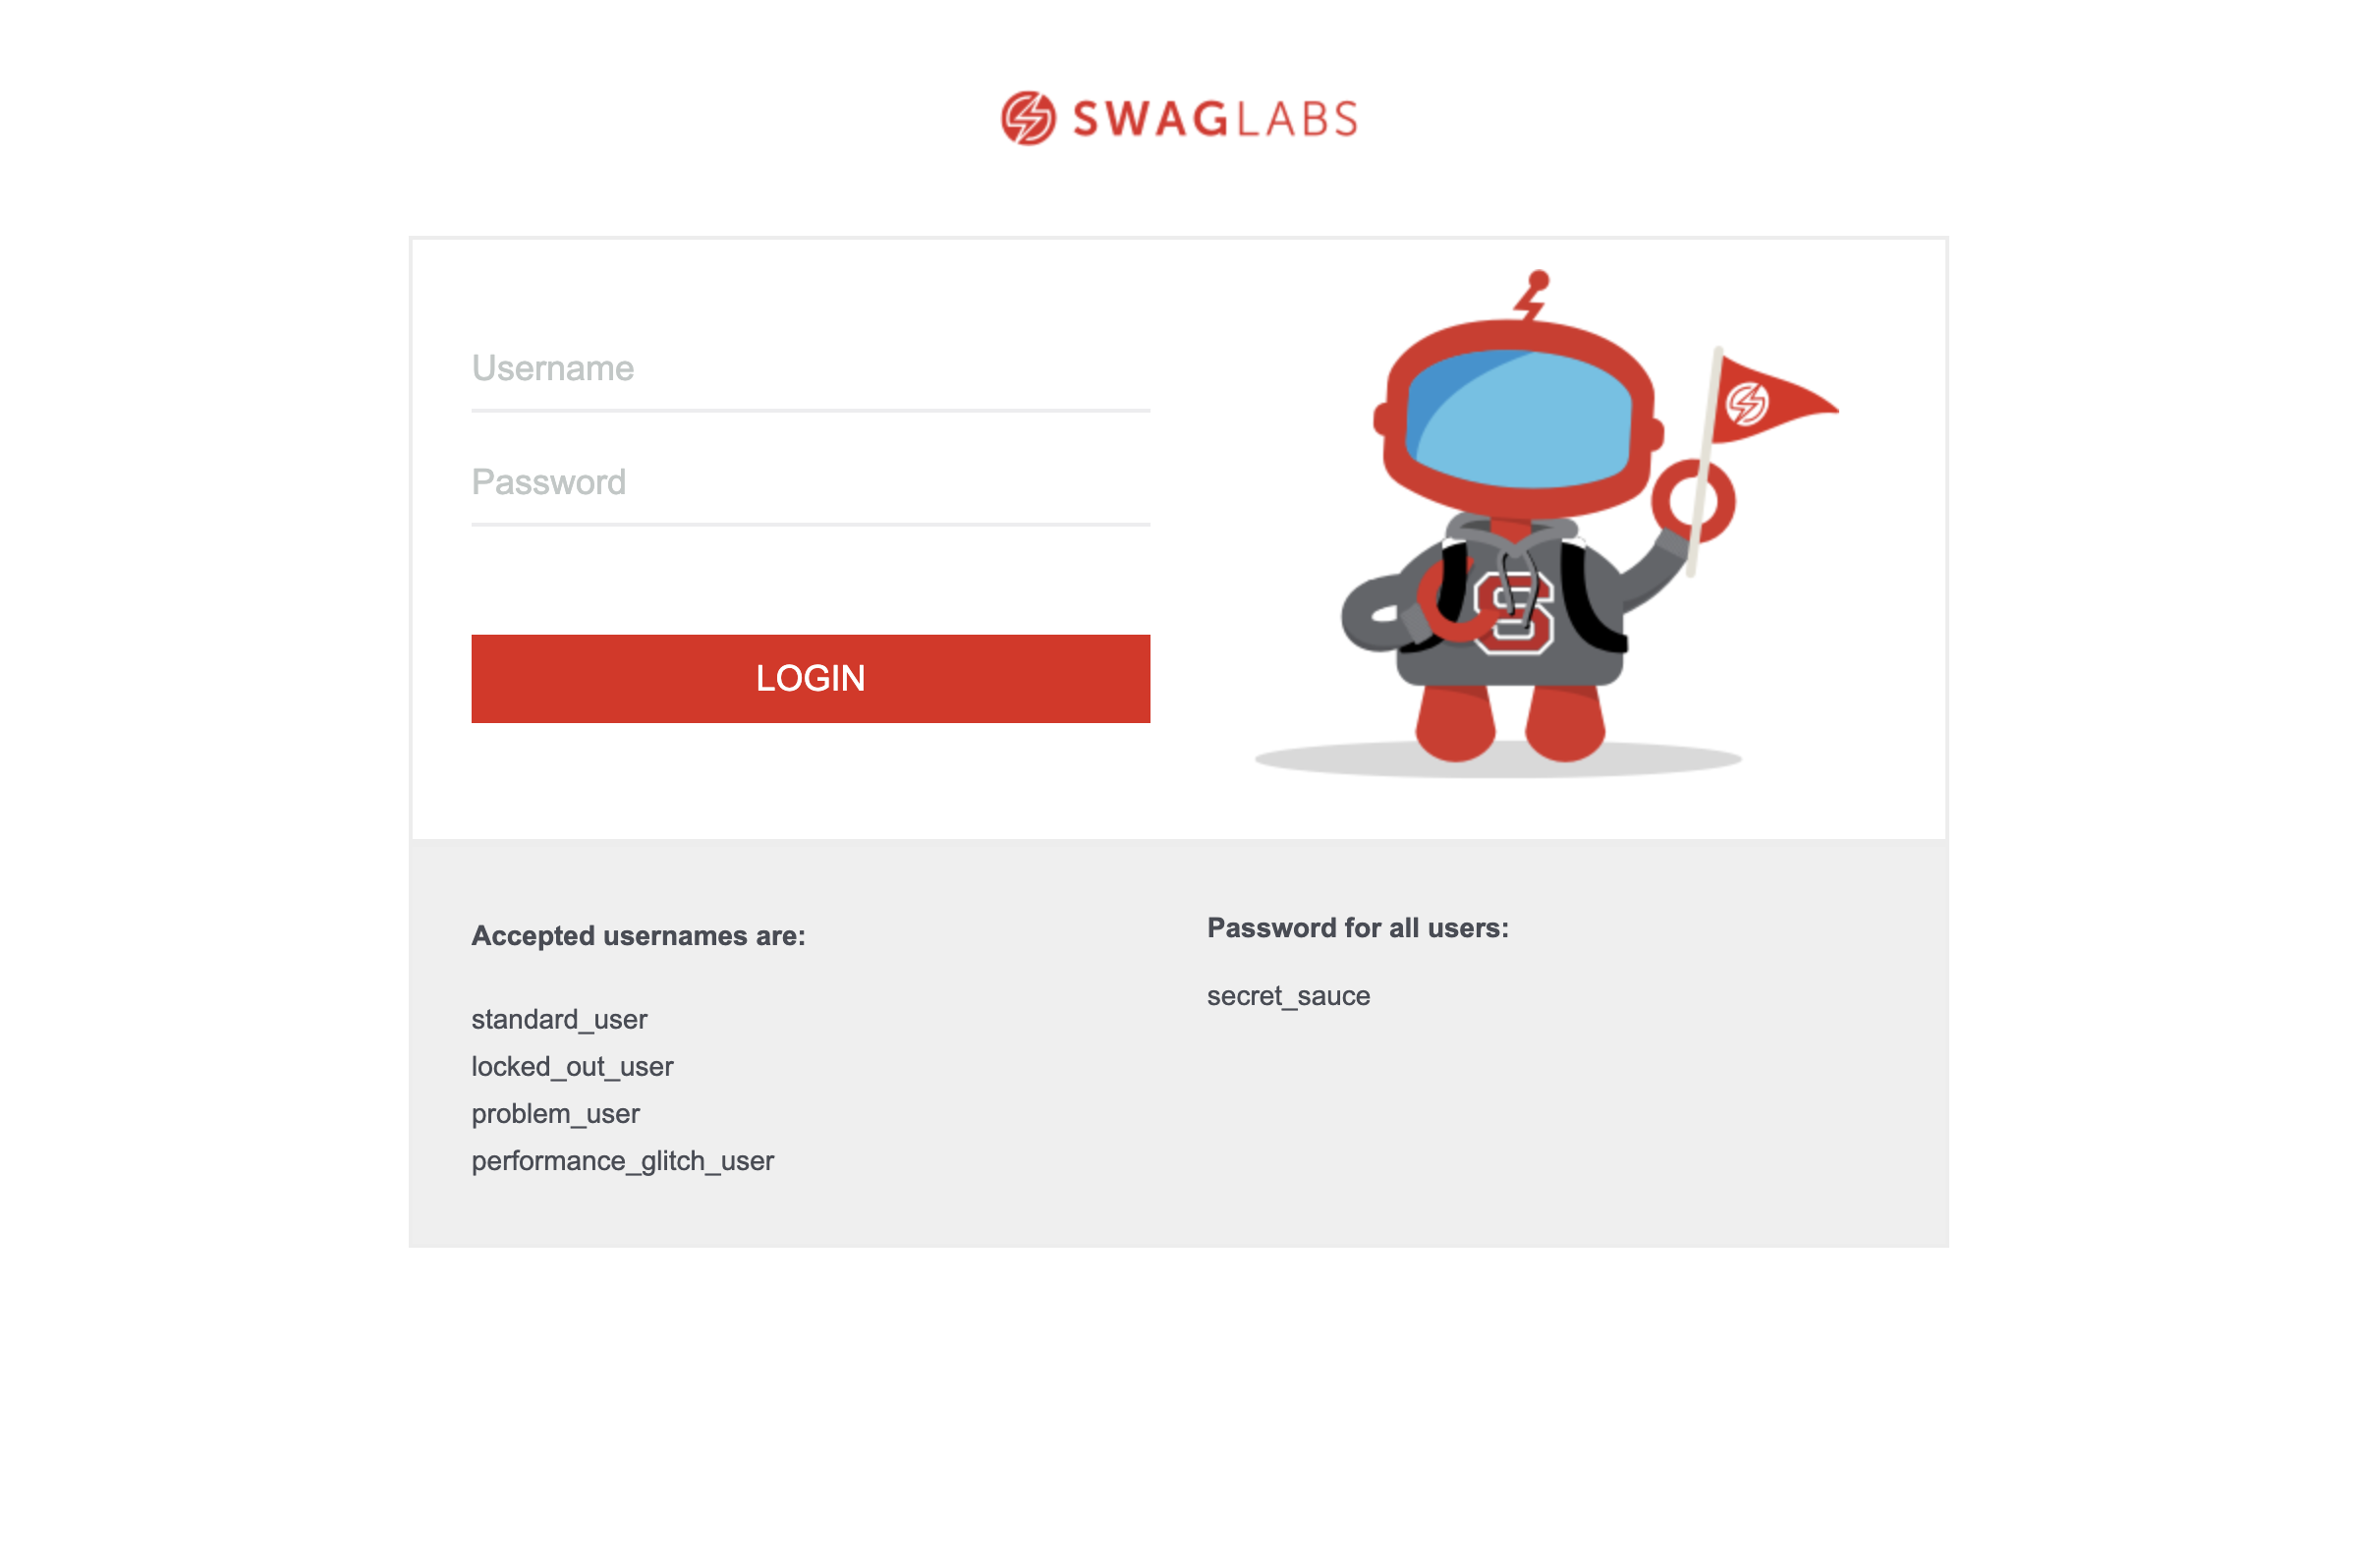 SWAGLABS
Username
Password
LOGIN
S
Accepted usernames are:
standard_user
locked_out_user
problem_user
performance_glitch_user
Password for all users:
secret_sauce